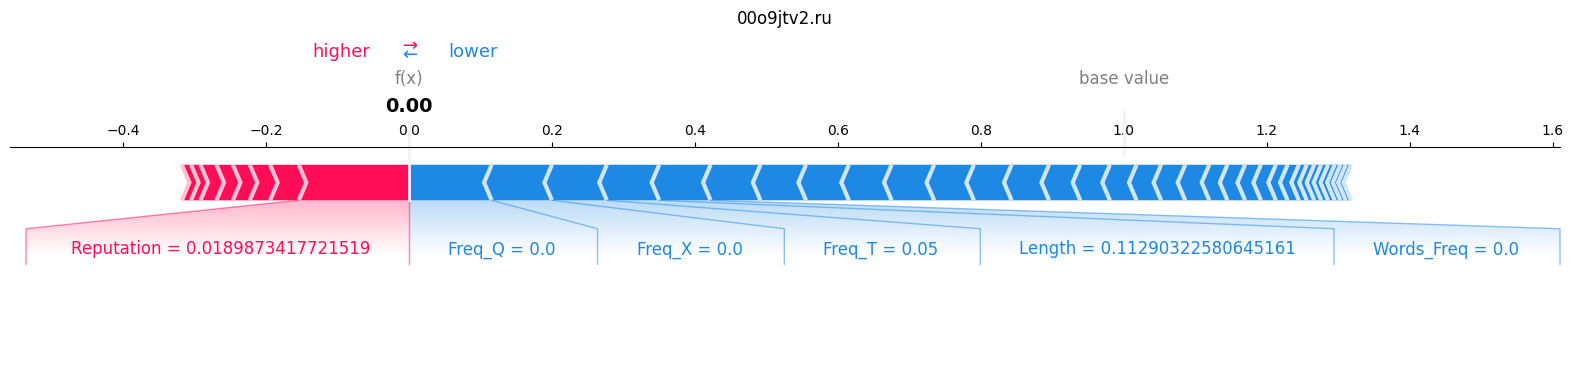 00o9jtv2.ru
higher ⇄ lower
f(x) base value
0.00
−0.4 −0.2 0.0 0.2 0.4 0.6 0.8 1.0 1.2 1.4 1.6
Reputation = 0.0189873417721519 Freq_Q = 0.0 Freq_X = 0.0 Freq_T = 0.05 Length = 0.11290322580645161 Words_Freq = 0.0